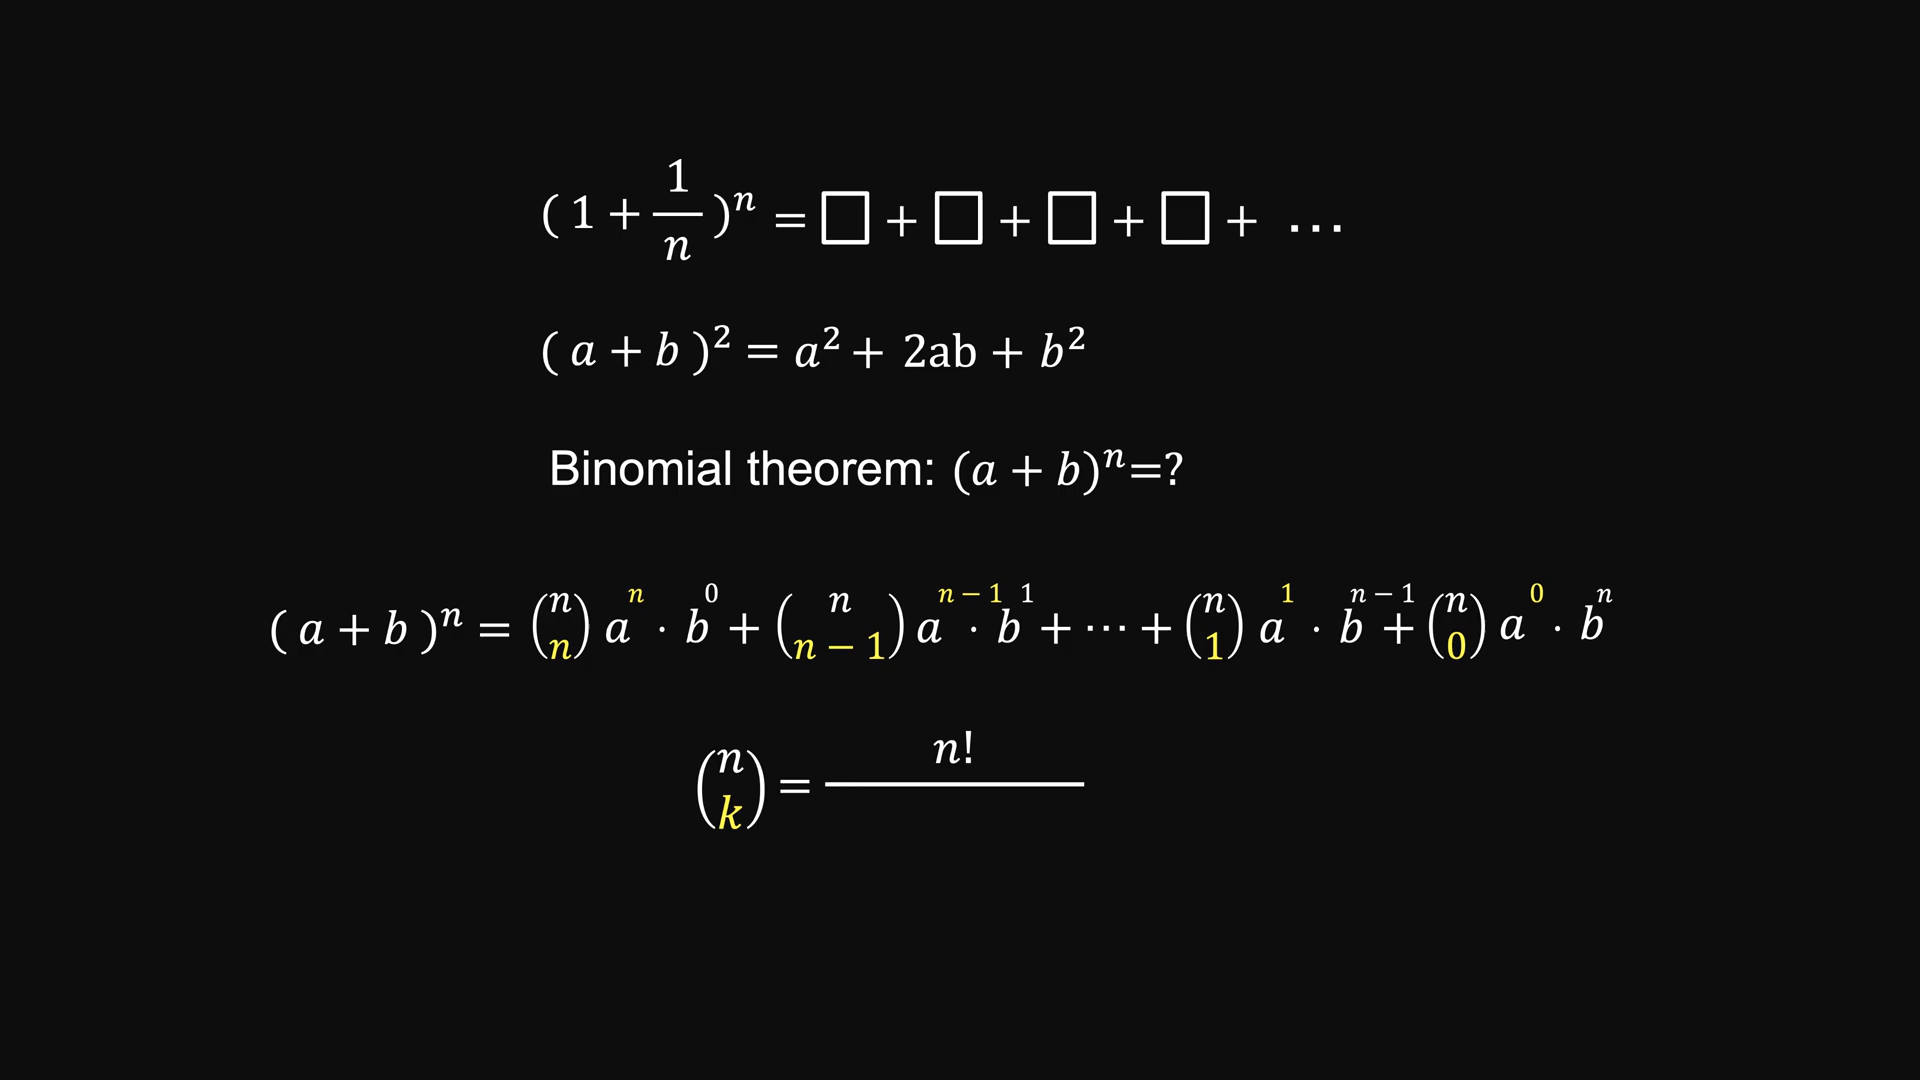 ( 1 + 1/n )ⁿ = □ + □ + □ + □ + …
( a + b )² = a² + 2ab + b²
Binomial theorem: (a + b)ⁿ=?
( a + b )ⁿ = (n n) aⁿ · b⁰ + (n n − 1) aⁿ⁻¹ · b¹ + ⋯ + (n 1) a¹ · bⁿ⁻¹ + (n 0) a⁰ · bⁿ
(n k) = n!